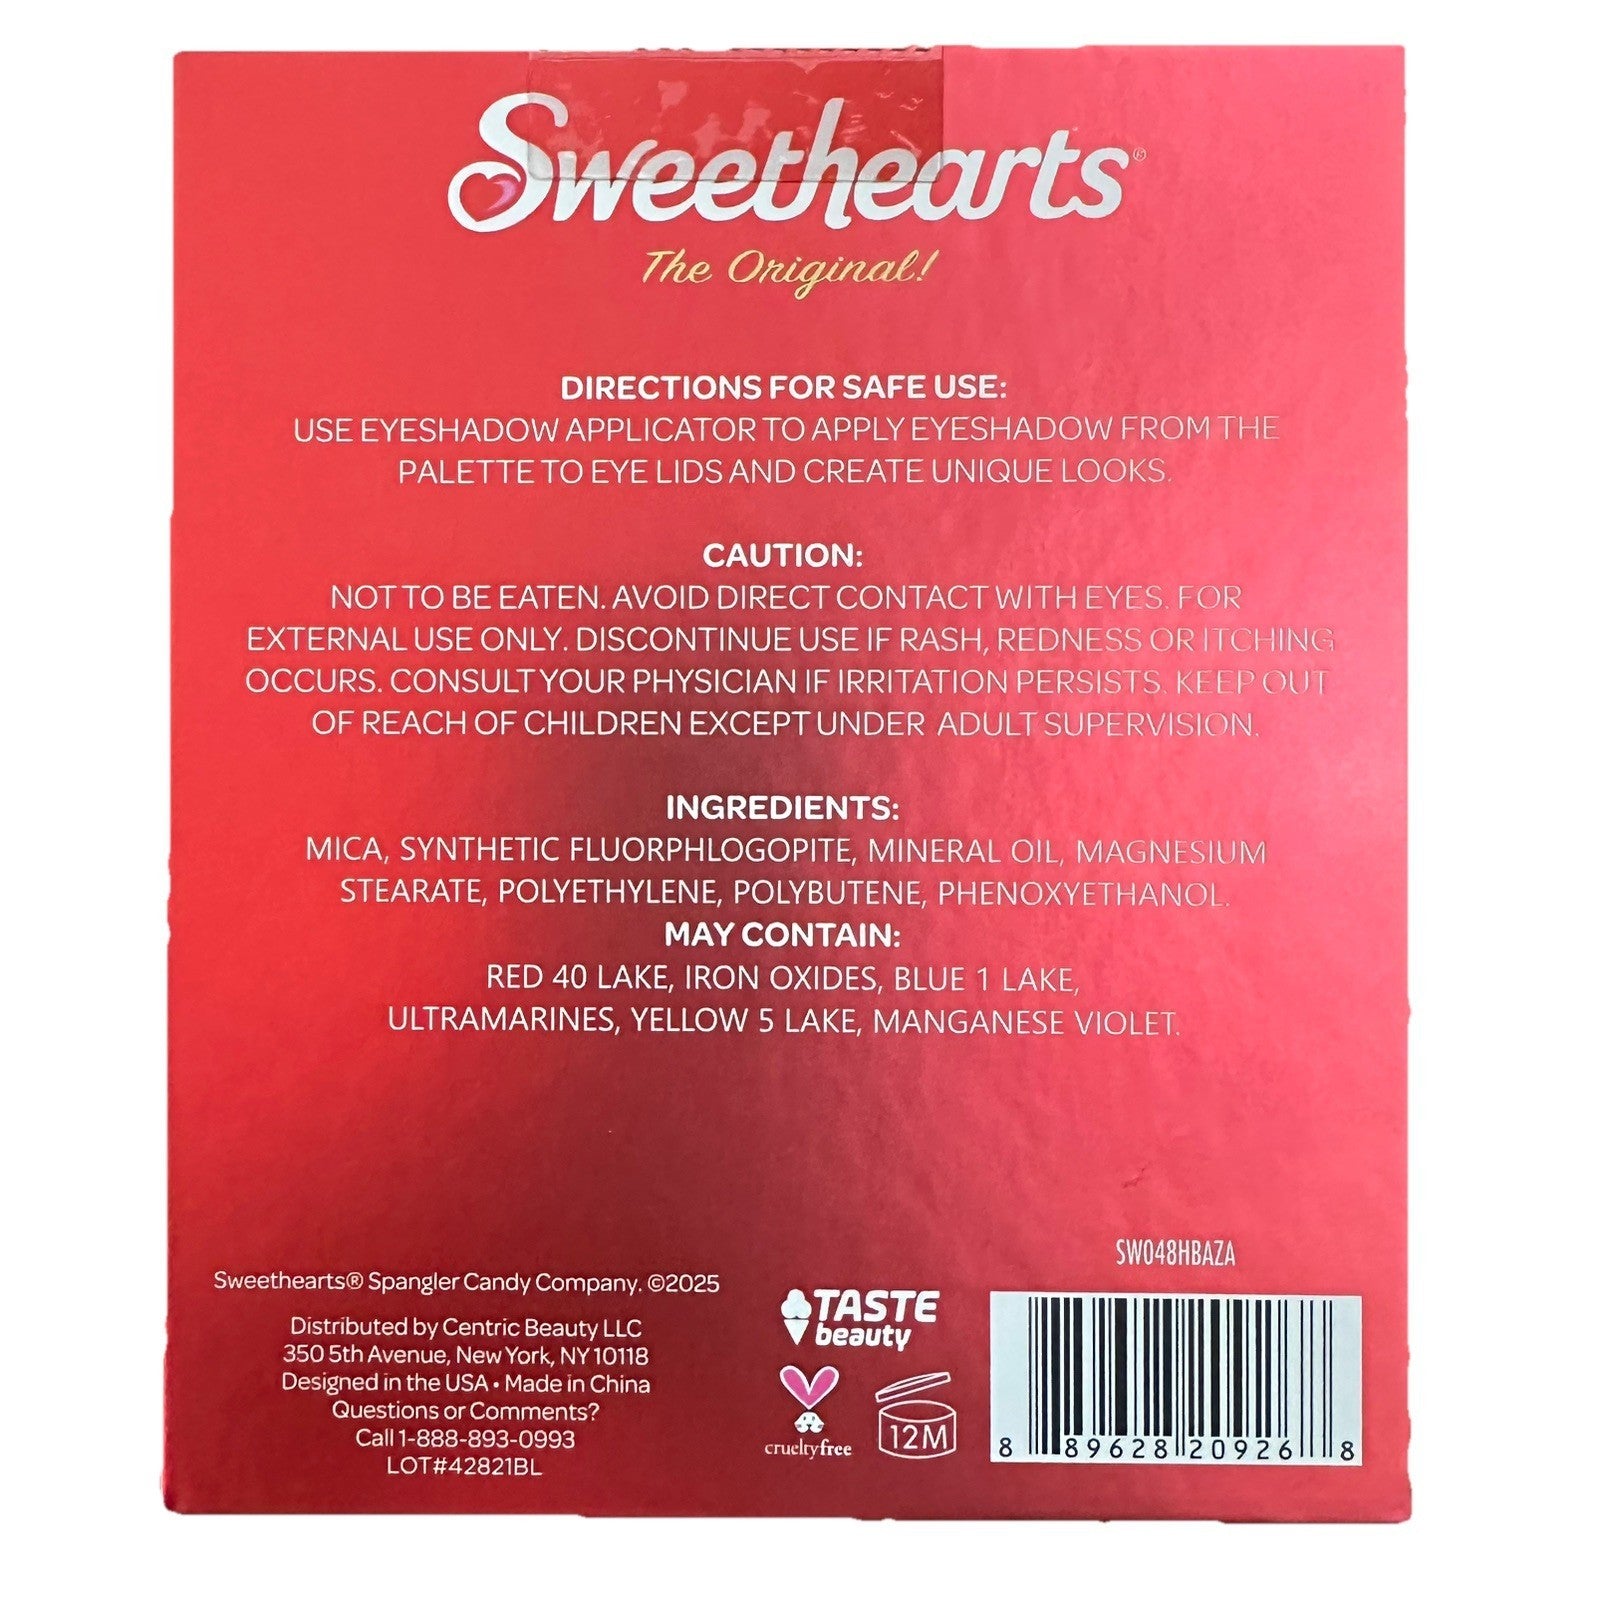 Sweethearts®
The Original!
DIRECTIONS FOR SAFE USE:
USE EYESHADOW APPLICATOR TO APPLY EYESHADOW FROM THE
PALETTE TO EYE LIDS AND CREATE UNIQUE LOOKS.
CAUTION:
NOT TO BE EATEN. AVOID DIRECT CONTACT WITH EYES. FOR
EXTERNAL USE ONLY. DISCONTINUE USE IF RASH, REDNESS OR ITCHING
OCCURS. CONSULT YOUR PHYSICIAN IF IRRITATION PERSISTS. KEEP OUT
OF REACH OF CHILDREN EXCEPT UNDER ADULT SUPERVISION.
INGREDIENTS:
MICA, SYNTHETIC FLUORPHLOGOPITE, MINERAL OIL, MAGNESIUM
STEARATE, POLYETHYLENE, POLYBUTENE, PHENOXYETHANOL.
MAY CONTAIN:
RED 40 LAKE, IRON OXIDES, BLUE 1 LAKE,
ULTRAMARINES, YELLOW 5 LAKE, MANGANESE VIOLET.
Sweethearts® Spangler Candy Company. ©2025
Distributed by Centric Beauty LLC
350 5th Avenue, New York, NY 10118
Designed in the USA • Made in China
Questions or Comments?
Call 1-888-893-0993
LOT#42821BL
TASTE
beauty
crueltyfree
12M
SW048HBAZA
8 89628 20926 8